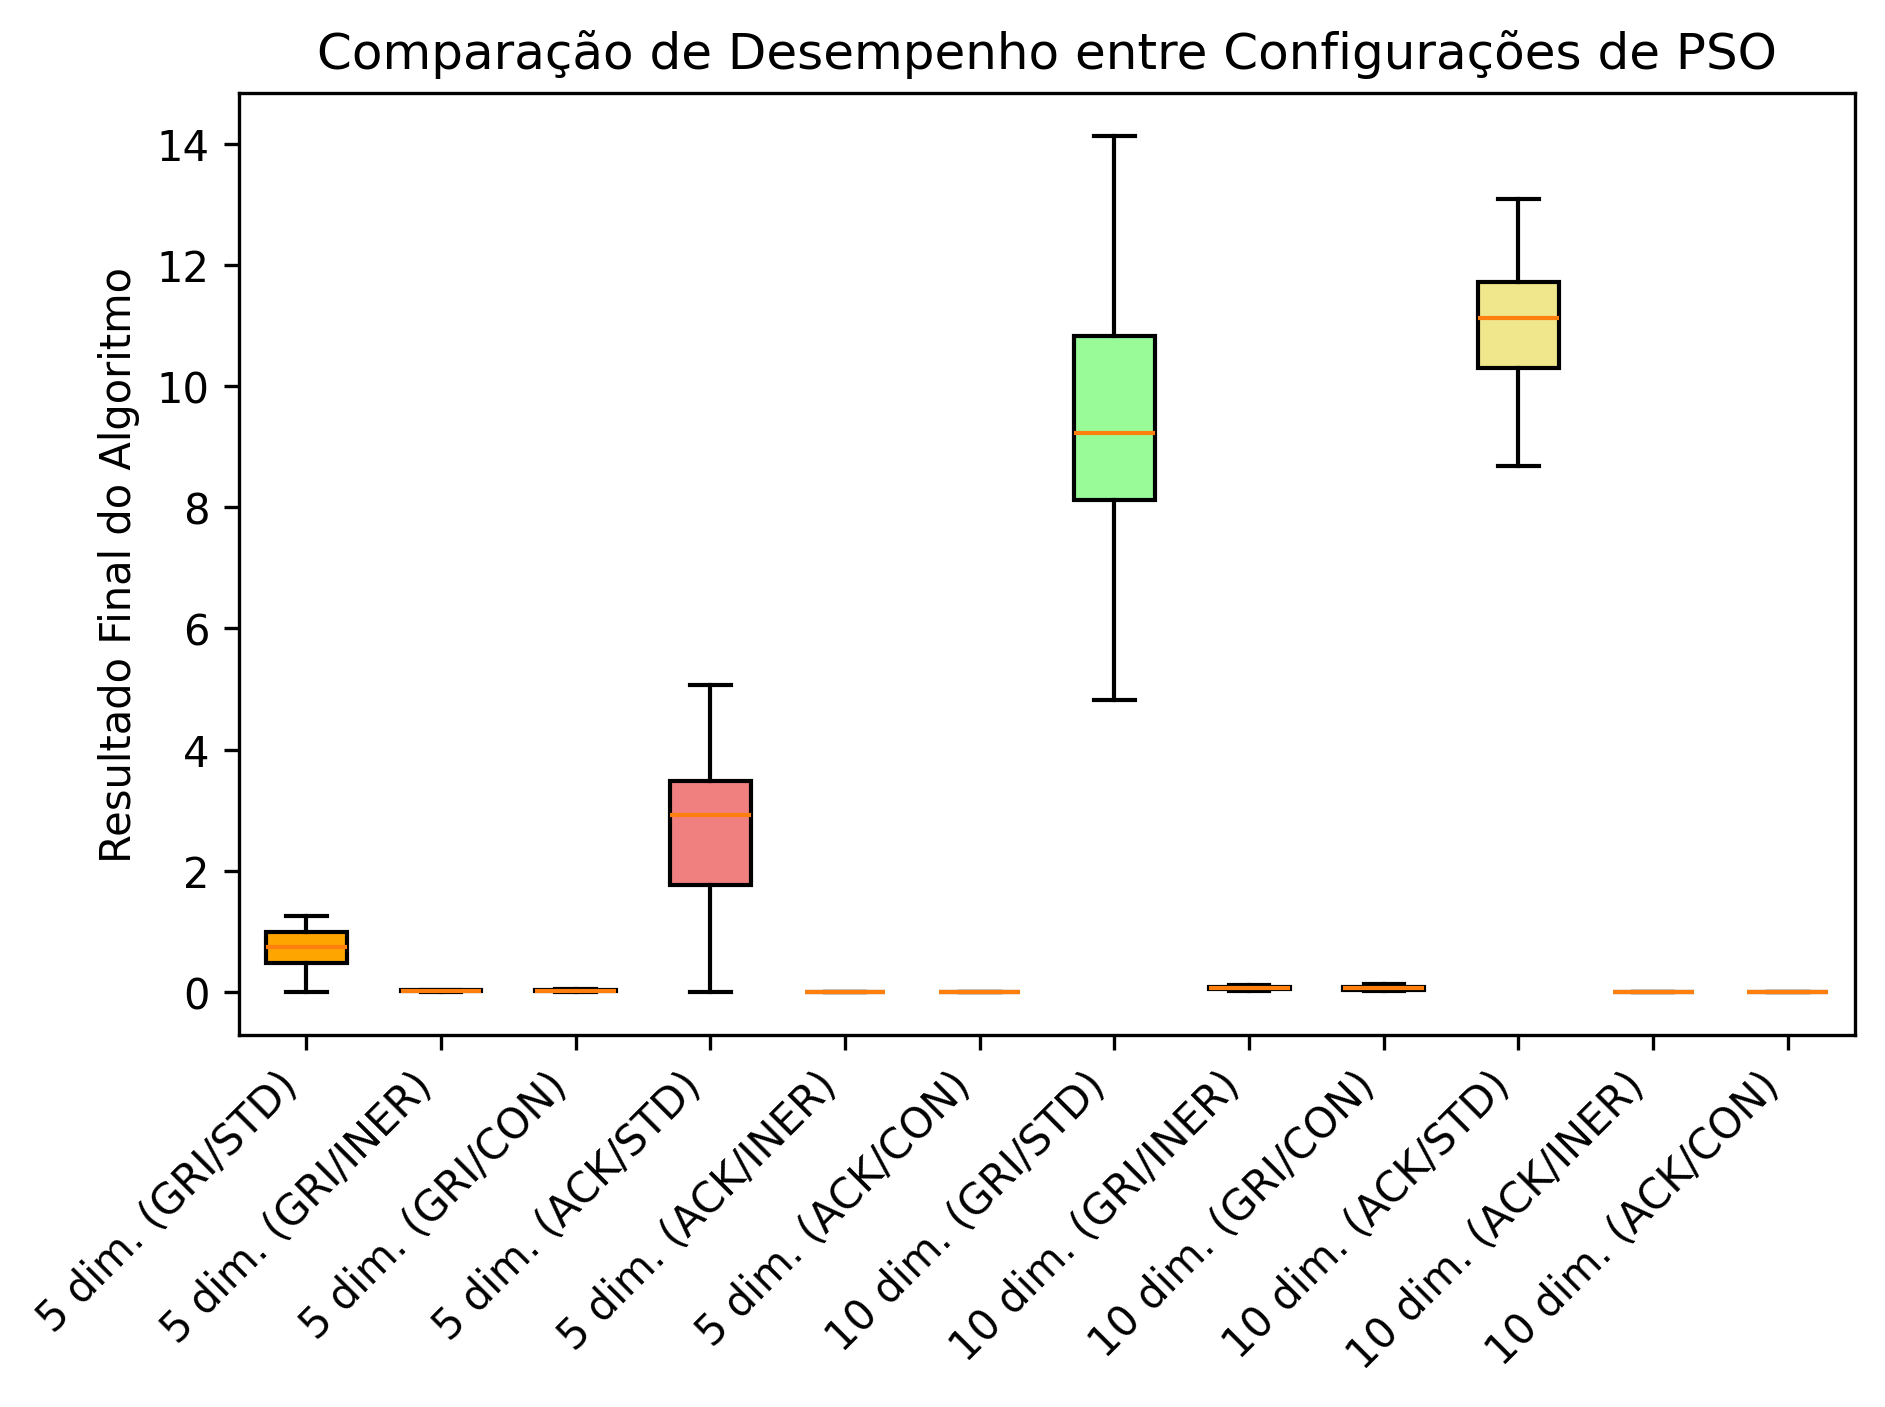 Comparação de Desempenho entre Configurações de PSO
Resultado Final do Algoritmo
14
12
10
8
6
4
2
0
5 dim. (GRI/STD)
5 dim. (GRI/INER)
5 dim. (GRI/CON)
5 dim. (ACK/STD)
5 dim. (ACK/INER)
5 dim. (ACK/CON)
10 dim. (GRI/STD)
10 dim. (GRI/INER)
10 dim. (GRI/CON)
10 dim. (ACK/STD)
10 dim. (ACK/INER)
10 dim. (ACK/CON)